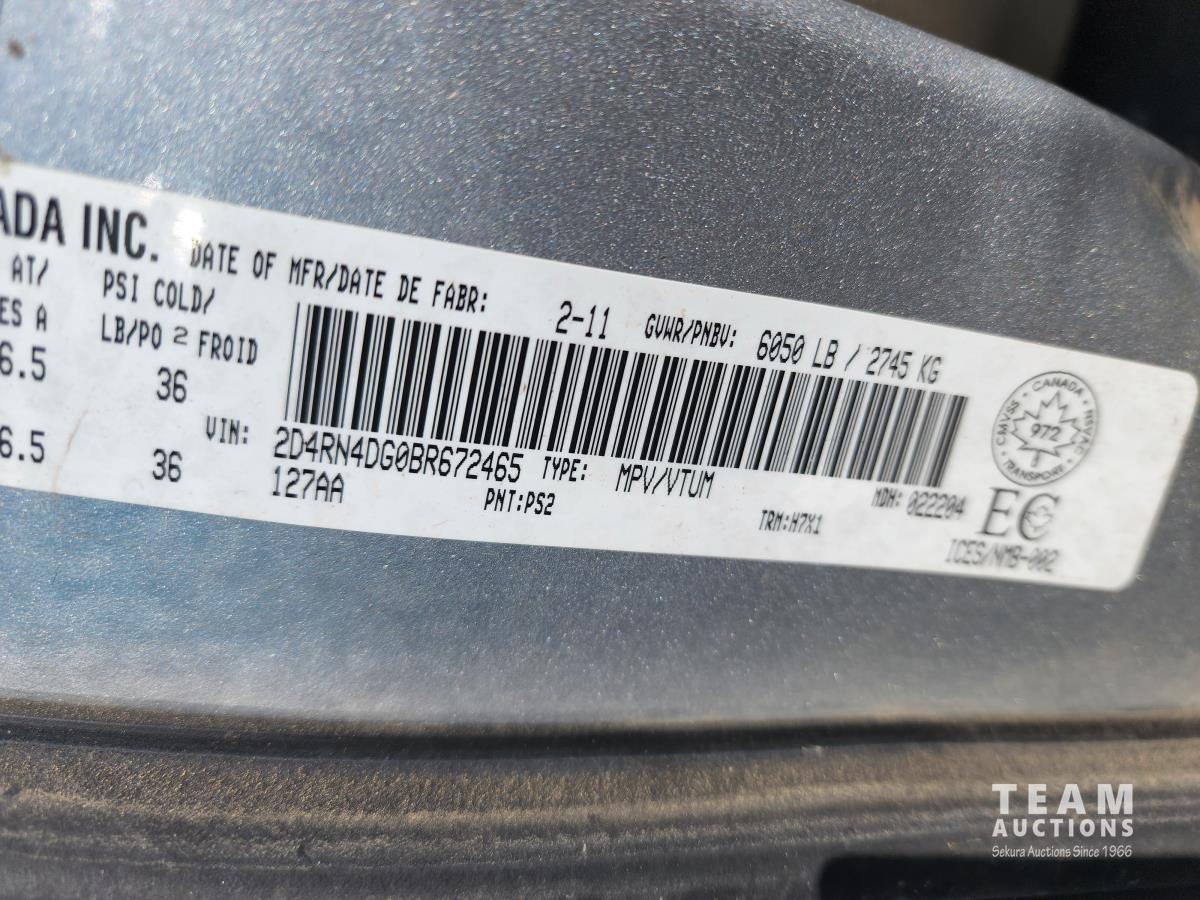 ADA INC. DATE OF MFR/DATE DE FABR: 2-11 GVWR/PNBV: 6050 LB / 2745 KG
AT/ PSI COLD/
ES A LB/PO 2 FROID
6.5 36
6.5 36
VIN: 2D4RN4DG0BR672465 TYPE: MPV/VTUM MDH: 022204
127AA PNT:PS2 TRM:H7X1
CANADA
CMVSS 972 NSVAC
TRANSPORT
EC
ICES/NMB-002
TEAM
AUCTIONS
Sekura Auctions Since 1966